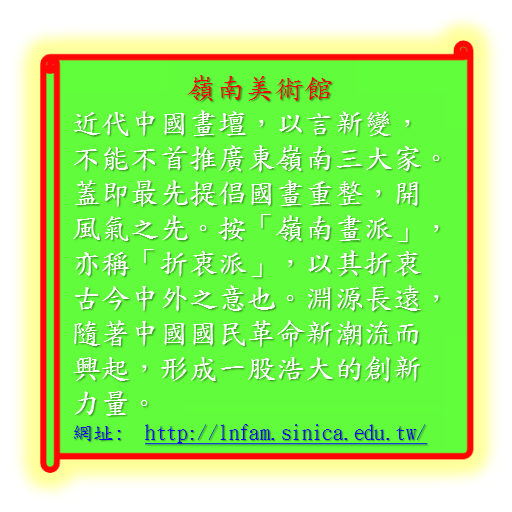 嶺南美術館
近代中國畫壇，以言新變，
不能不首推廣東嶺南三大家。
蓋即最先提倡國畫重整，開
風氣之先。按「嶺南畫派」，
亦稱「折衷派」，以其折衷
古今中外之意也。淵源長遠，
隨著中國國民革命新潮流而
興起，形成一股浩大的創新
力量。
網址: http://lnfam.sinica.edu.tw/